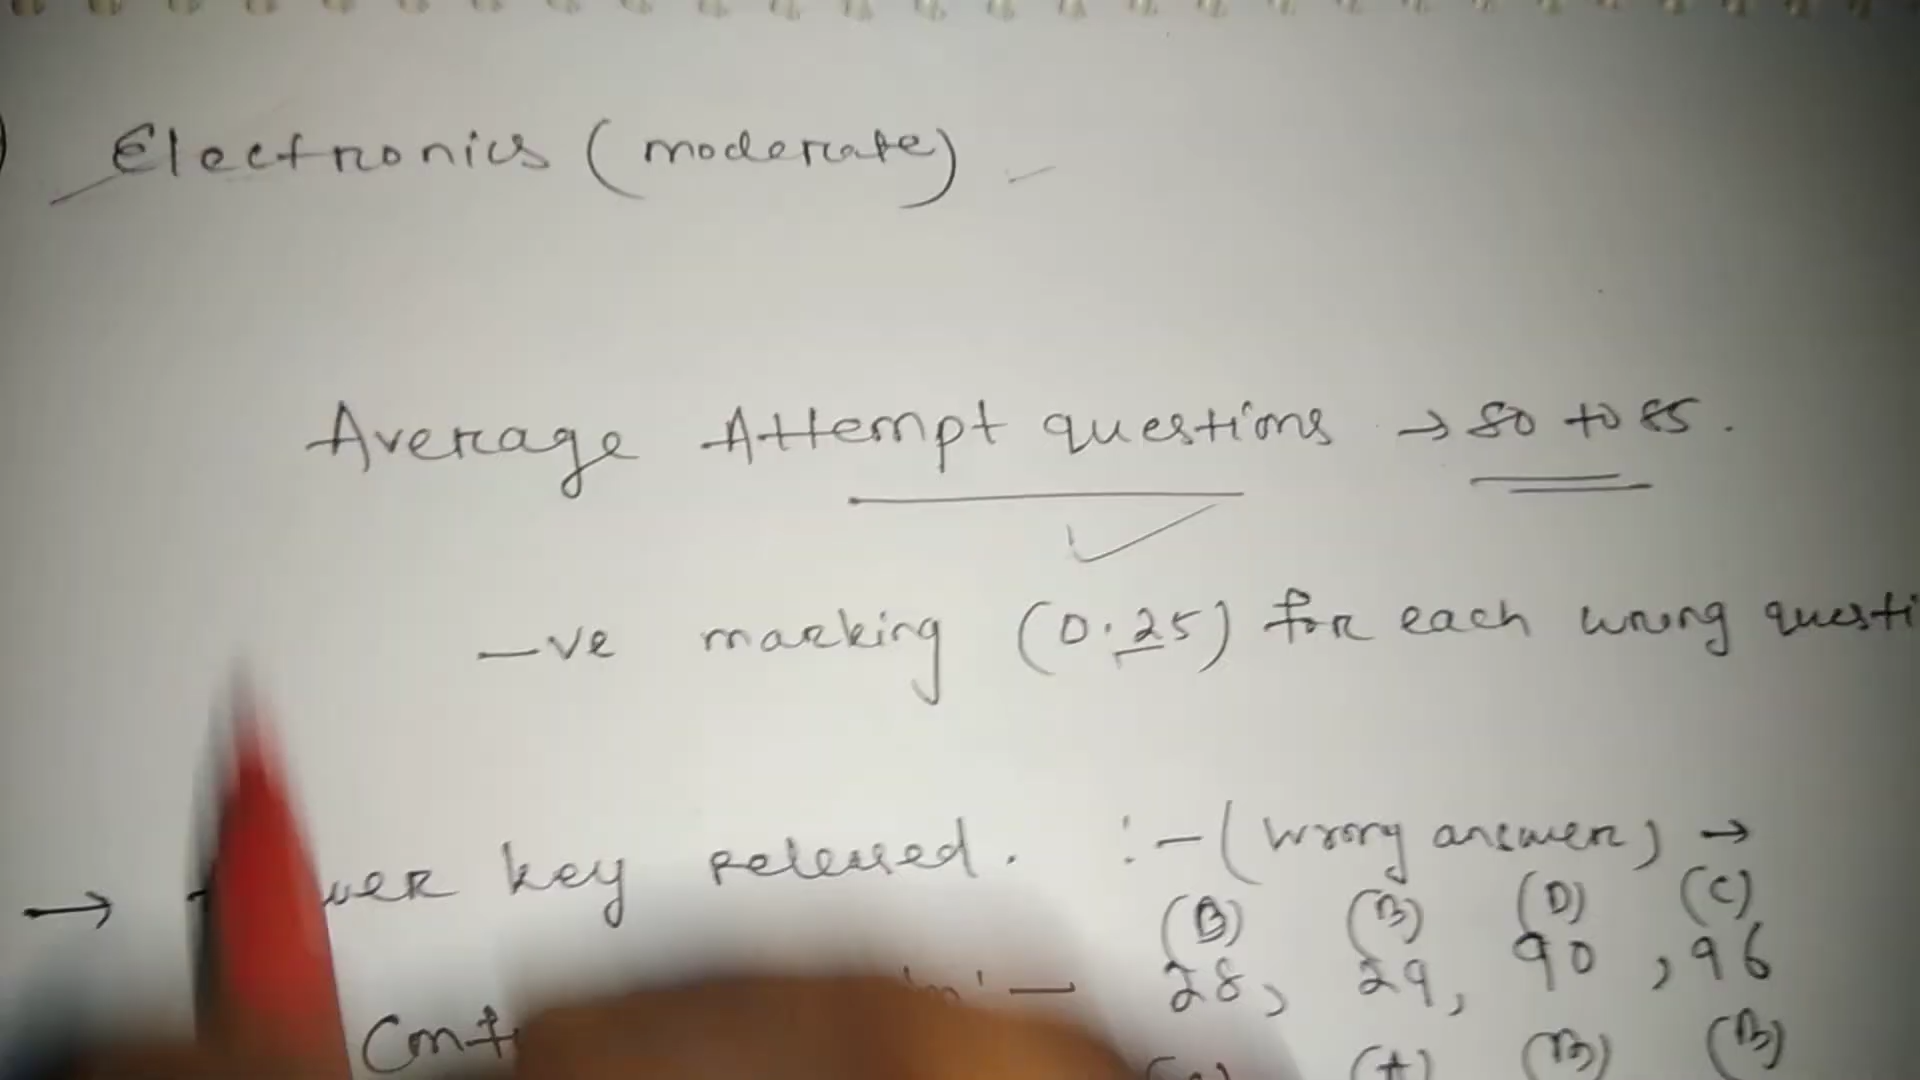 Electronics (moderate)
Average Attempt questions → 80 to 85.
-ve marking (0.25) for each wrong questi
→ key released. :- (wrong answer) →
(B) (B) (D) (C)
28, 29, 90, 96
(A) (B) (B)